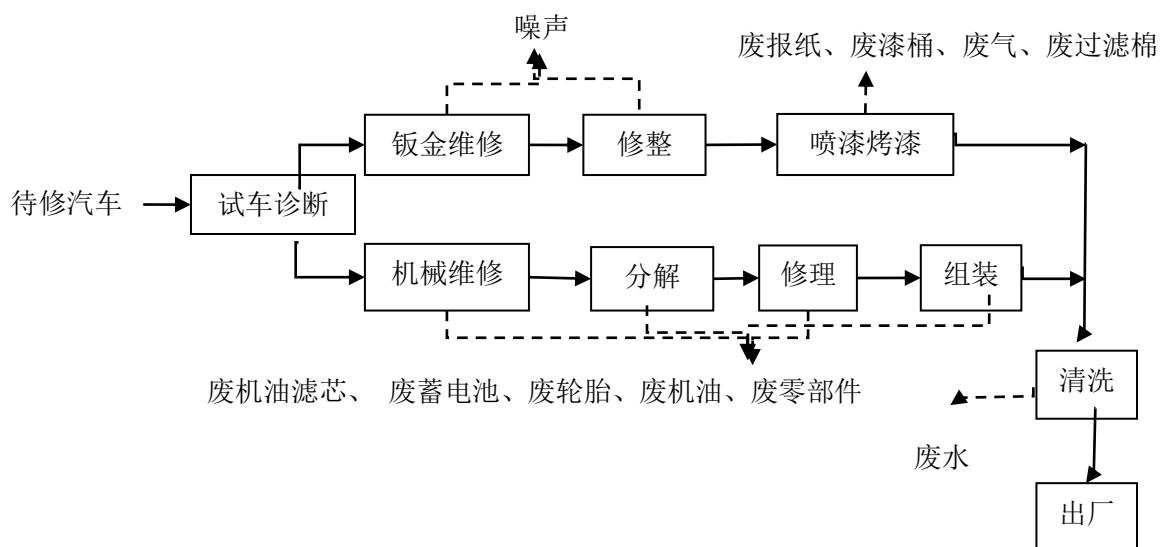 噪声
废报纸、废漆桶、废气、废过滤棉
钣金维修
修整
喷漆烤漆
待修汽车
试车诊断
机械维修
分解
修理
组装
废机油滤芯、 废蓄电池、废轮胎、废机油、废零部件
清洗
废水
出厂